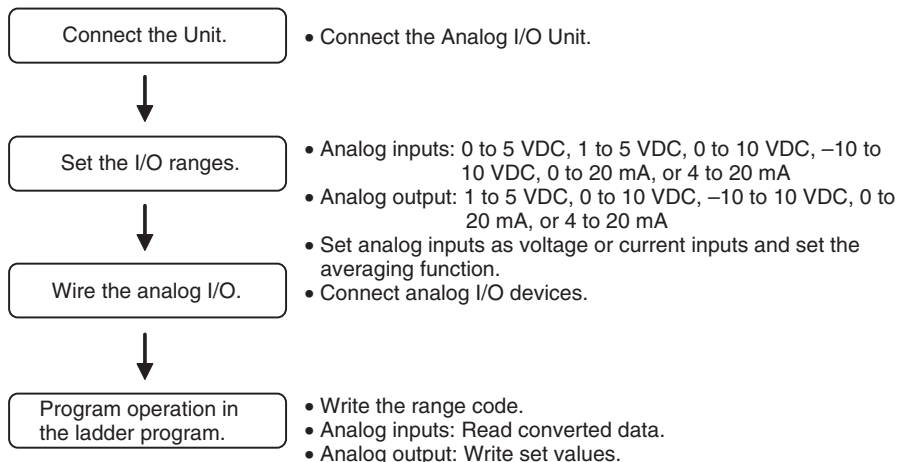 Connect the Unit.
• Connect the Analog I/O Unit.
Set the I/O ranges.
• Analog inputs: 0 to 5 VDC, 1 to 5 VDC, 0 to 10 VDC, –10 to
10 VDC, 0 to 20 mA, or 4 to 20 mA
• Analog output: 1 to 5 VDC, 0 to 10 VDC, –10 to 10 VDC, 0 to
20 mA, or 4 to 20 mA
• Set analog inputs as voltage or current inputs and set the
averaging function.
Wire the analog I/O.
• Connect analog I/O devices.
Program operation in
the ladder program.
• Write the range code.
• Analog inputs: Read converted data.
• Analog output: Write set values.